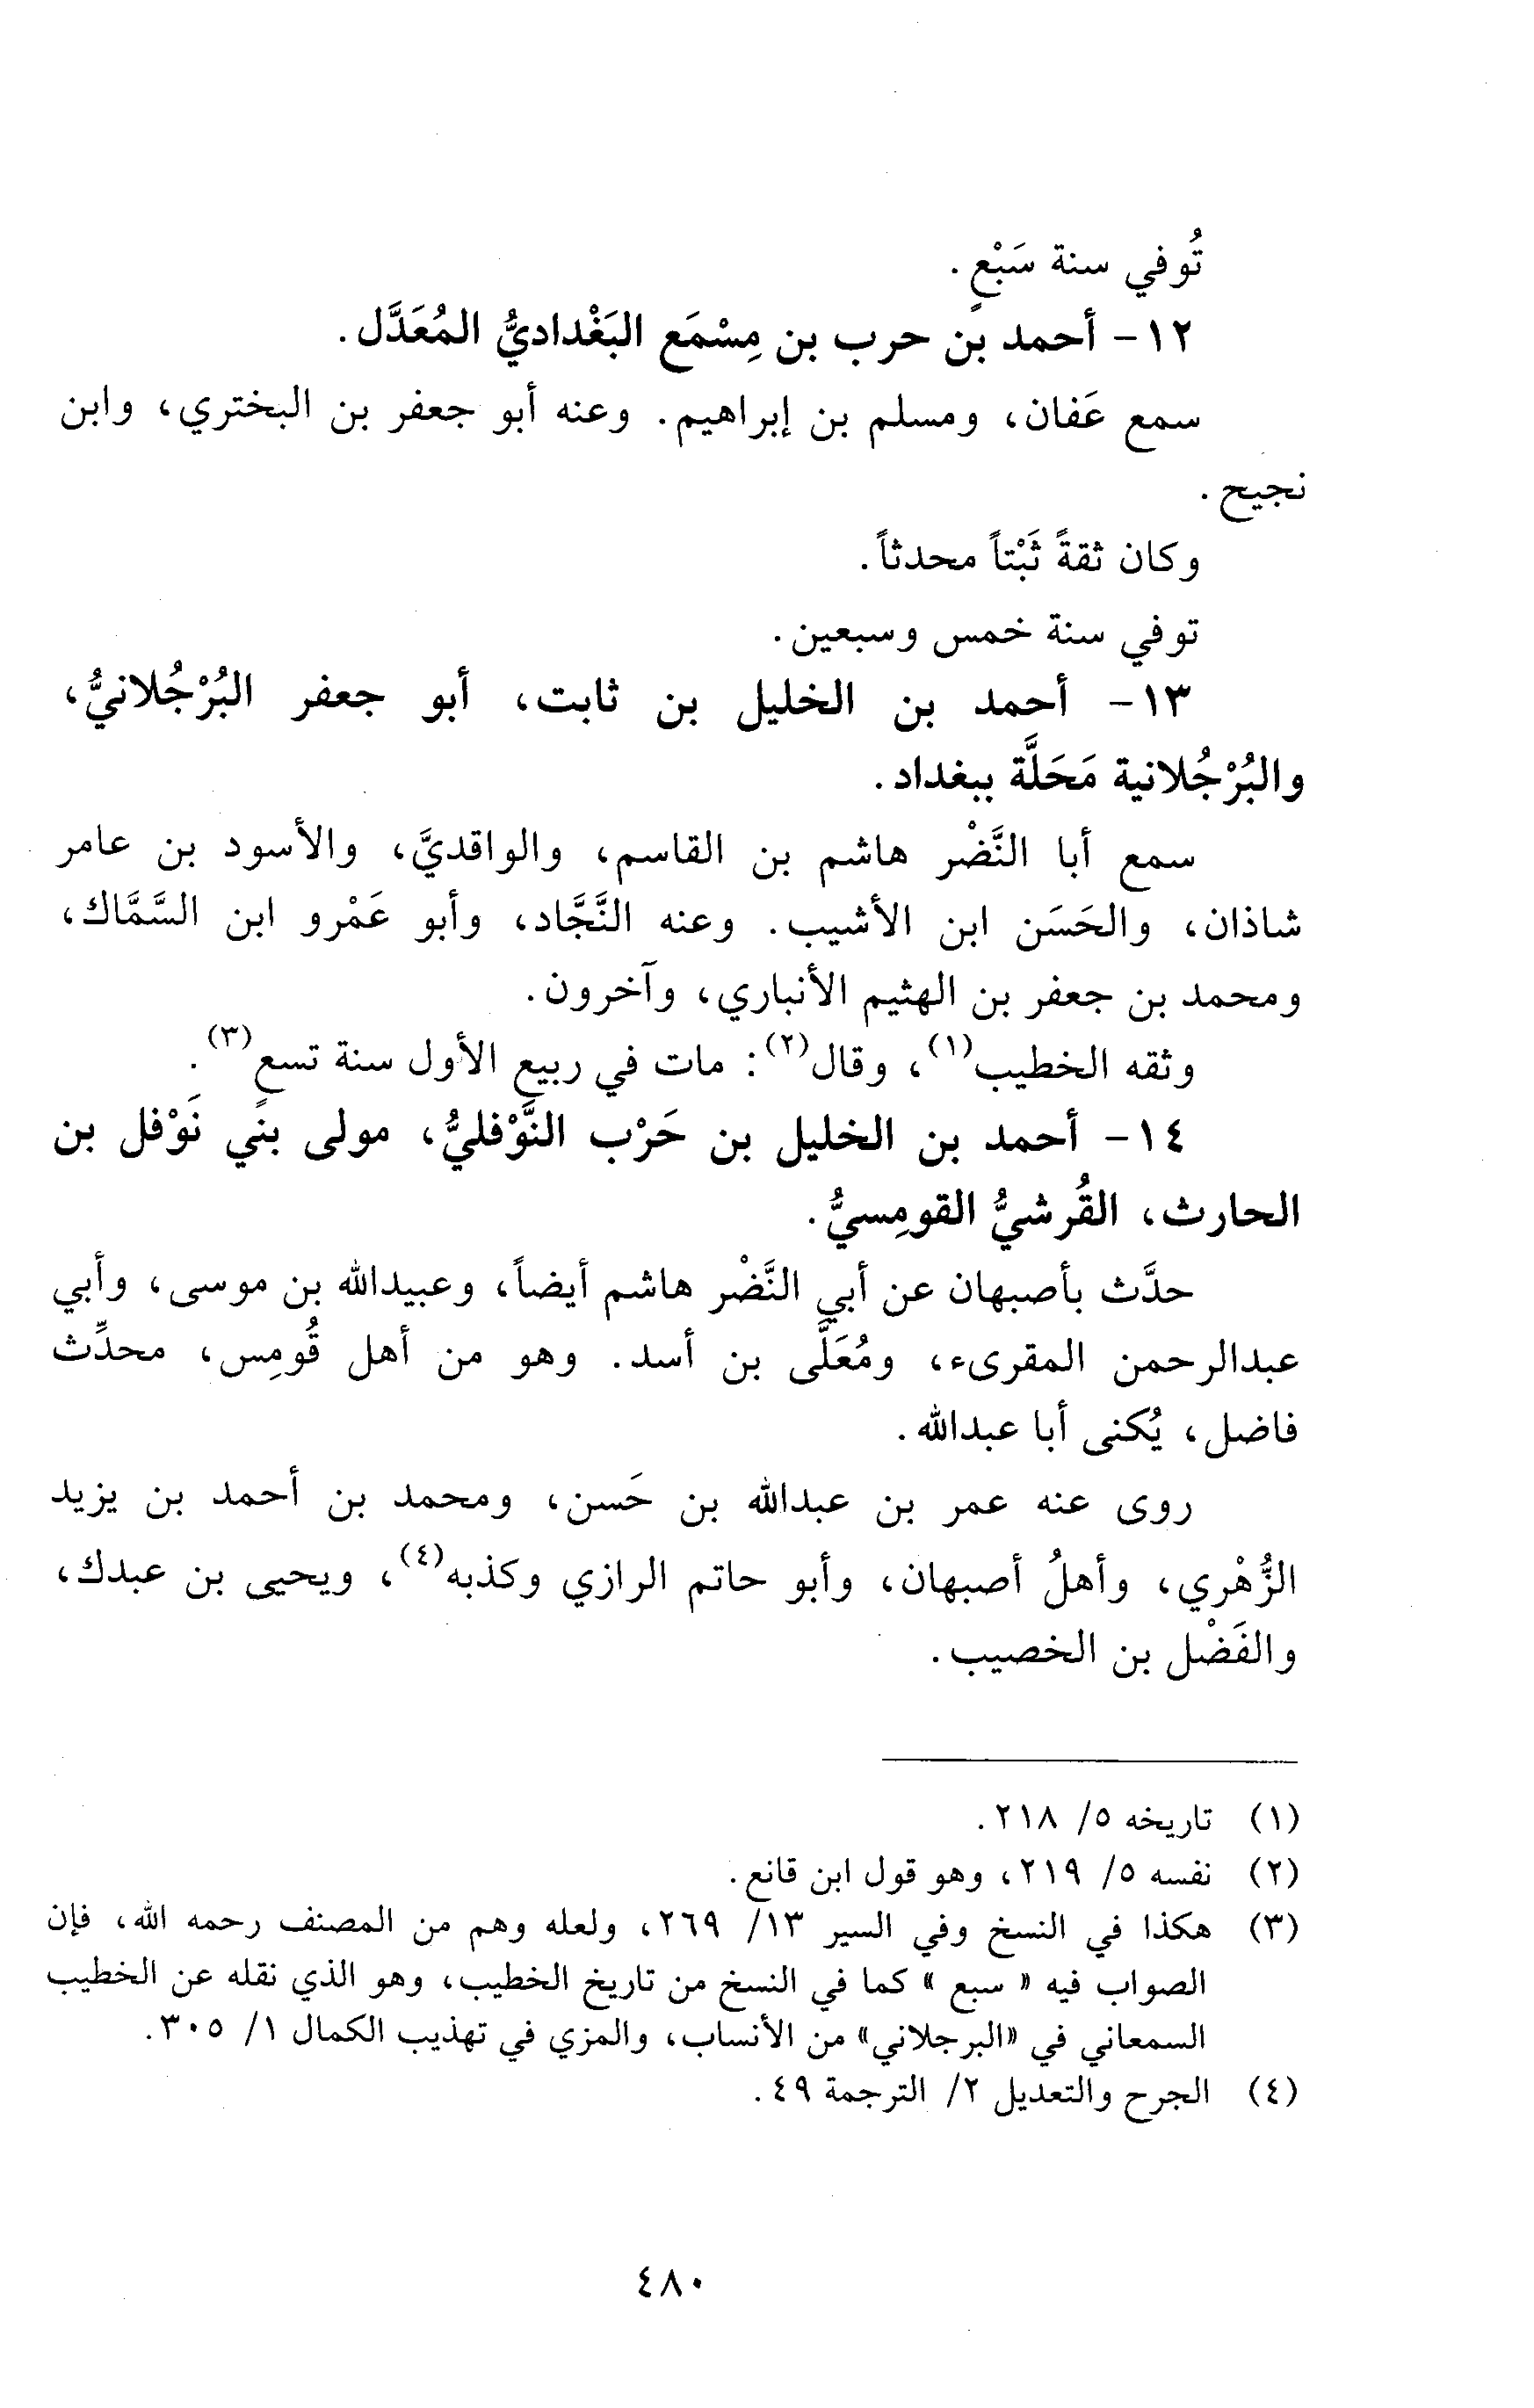 تُوفي سنة سَبْعٍ.
١٢- أحمد بن حرب بن مِسْمَع البَغْداديُّ المُعَدَّل.
سمع عَفان، ومسلم بن إبراهيم. وعنه أبو جعفر بن البختري، وابن
نجيح.
وكان ثقةً ثَبْتاً محدثاً.
توفي سنة خمس وسبعين.
١٣- أحمد بن الخليل بن ثابت، أبو جعفر البُرْجُلانيُّ،
والبُرْجُلانية مَحَلَّة ببغداد.
سمع أبا النَّضْر هاشم بن القاسم، والواقديَّ، والأسود بن عامر
شاذان، والحَسَن ابن الأشيب. وعنه النَّجَّاد، وأبو عَمْرو ابن السَّمَّاك،
ومحمد بن جعفر بن الهثيم الأنباري، وآخرون.
وثقه الخطيب(١)، وقال(٢): مات في ربيع الأول سنة تسعٍ(٣).
١٤- أحمد بن الخليل بن حَرْب النَّوْفليُّ، مولى بني نَوْفل بن
الحارث، القُرشيُّ القومِسيُّ.
حدَّث بأصبهان عن أبي النَّضْر هاشم أيضاً، وعبيدالله بن موسى، وأبي
عبدالرحمن المقرىء، ومُعَلَّى بن أسد. وهو من أهل قُومِس، محدِّث
فاضل، يُكنى أبا عبدالله.
روى عنه عمر بن عبدالله بن حَسن، ومحمد بن أحمد بن يزيد
الزُّهْري، وأهلُ أصبهان، وأبو حاتم الرازي وكذبه(٤)، ويحيى بن عبدك،
والفَضْل بن الخصيب.
(١) تاريخه ٥/ ٢١٨.
(٢) نفسه ٥/ ٢١٩، وهو قول ابن قانع.
(٣) هكذا في النسخ وفي السير ١٣/ ٢٦٩، ولعله وهم من المصنف رحمه الله، فإن
الصواب فيه « سبع » كما في النسخ من تاريخ الخطيب، وهو الذي نقله عن الخطيب
السمعاني في «البرجلاني» من الأنساب، والمزي في تهذيب الكمال ١/ ٣٠٥.
(٤) الجرح والتعديل ٢/ الترجمة ٤٩.
٤٨٠